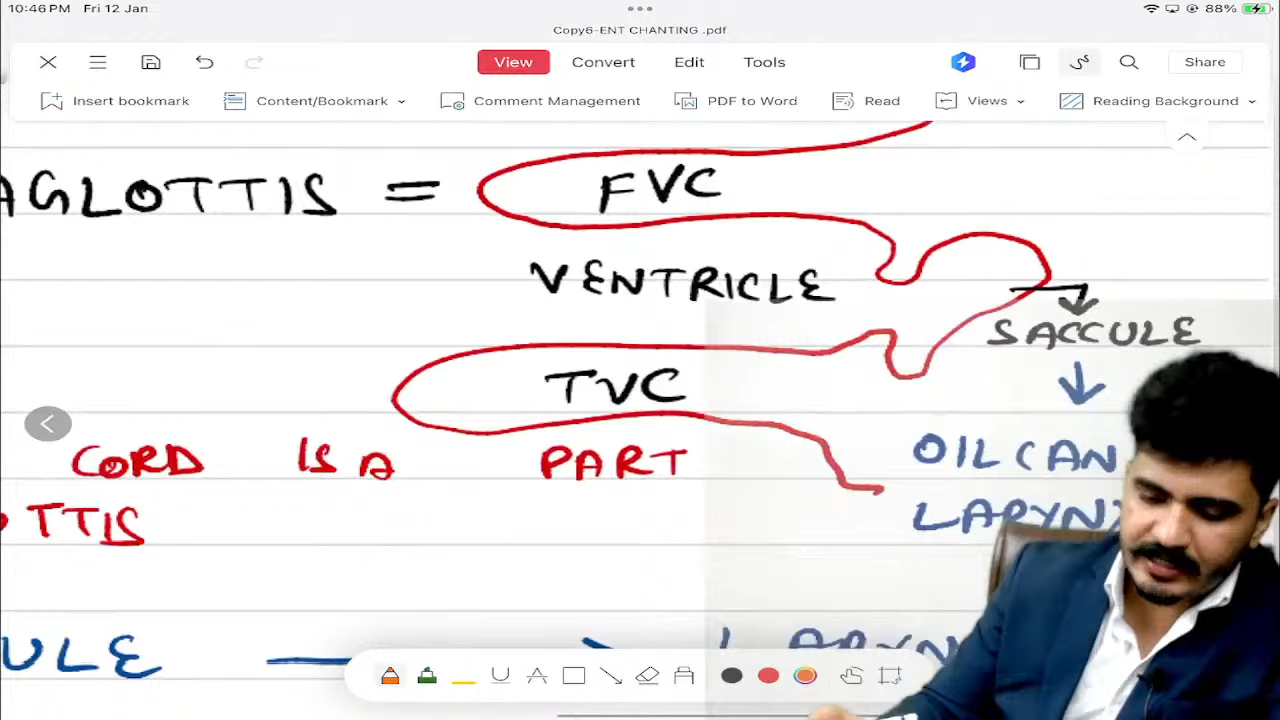 10:46 PM Fri 12 Jan
88%
Copy6-ENT CHANTING .pdf
View Convert Edit Tools Share
Insert bookmark Content/Bookmark Comment Management PDF to Word Read Views Reading Background
AGLOTTIS = FVC
VENTRICLE
SACCULE
TVC
CORD IS A PART
OIL CAN
TTIS
LARYN
ULE
LARYN